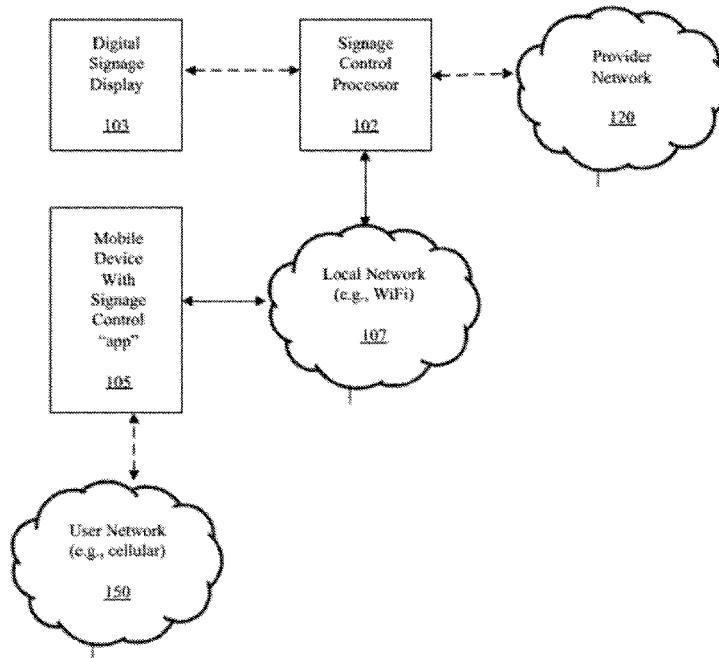 Digital
Signage
Display
103
Signage
Control
Processor
102
Provider
Network
120
Mobile
Device
With
Signage
Control
“app”
105
Local Network
(e.g., WiFi)
107
User Network
(e.g., cellular)
150